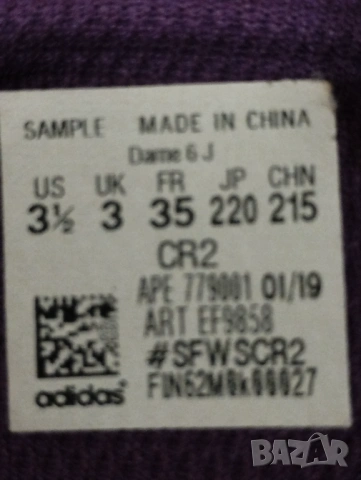 SAMPLE MADE IN CHINA
Dame 6 J
US UK FR JP CHN
3½ 3 35 220 215
CR2
APE 779001 01/19
ART EF9858
#SFWSCR2
adidas FIN62M0k00027
BAZAR